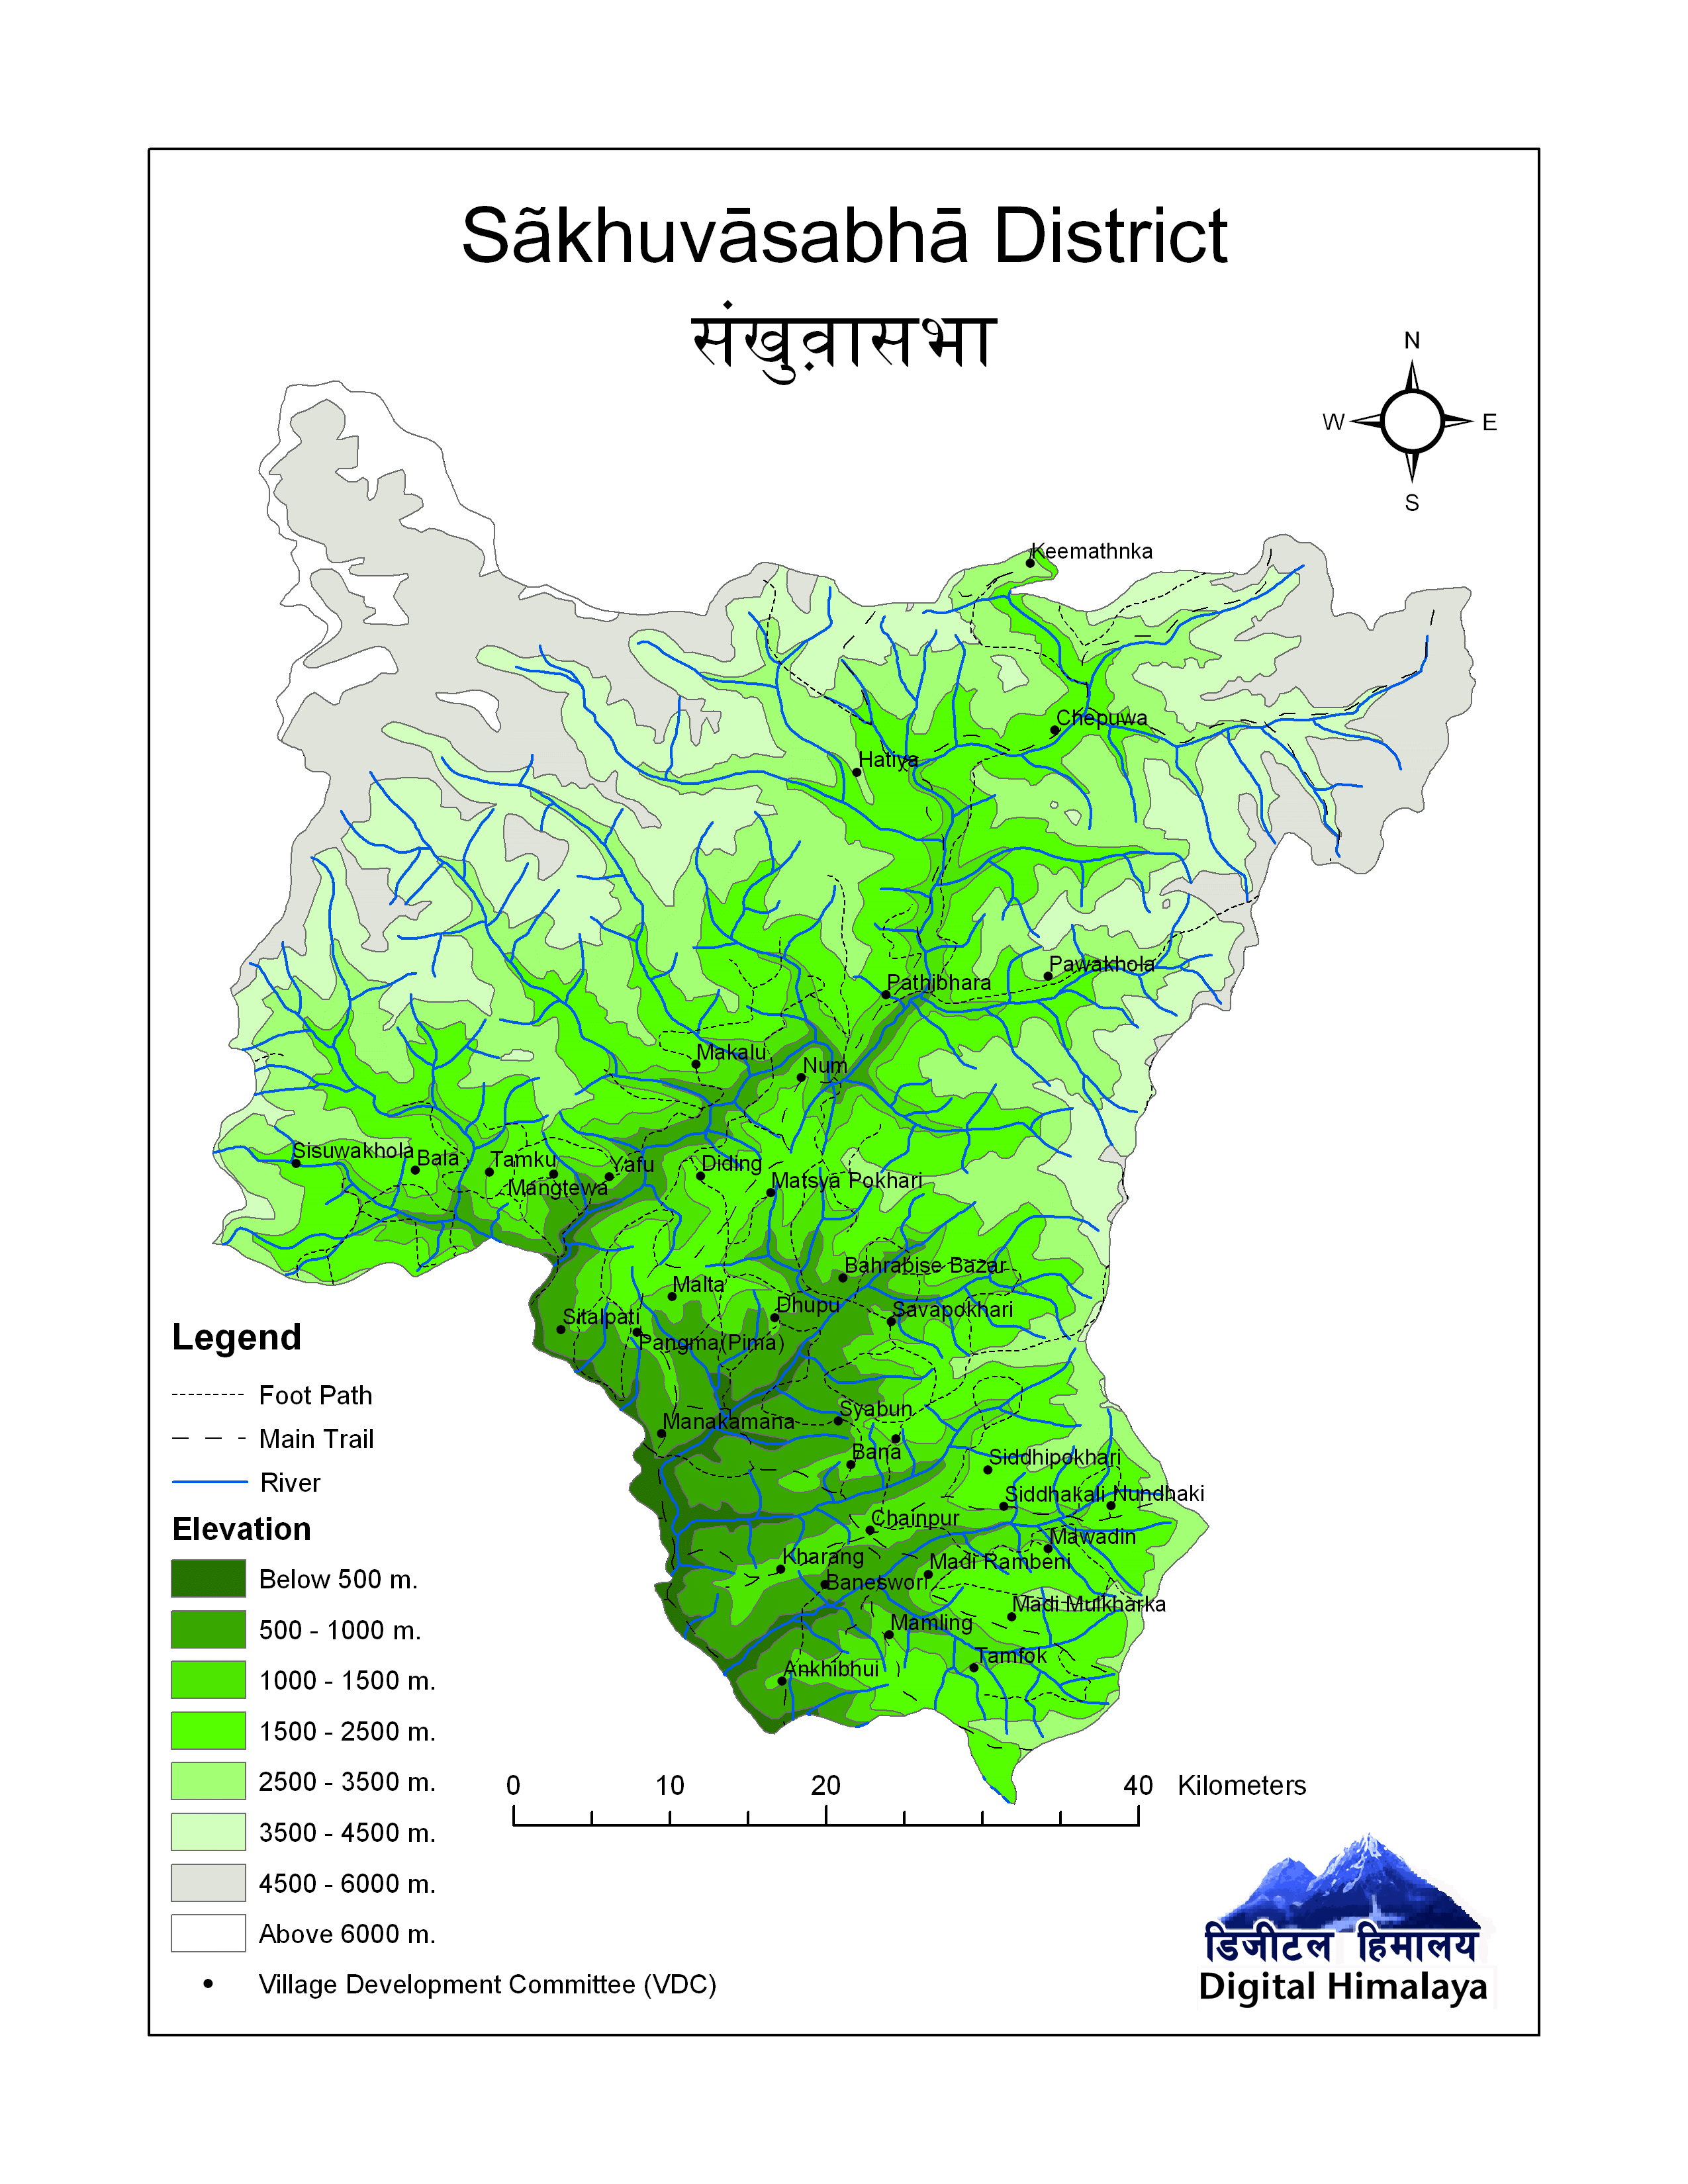 Sãkhuvāsabhā District
संखुव़ासभा
N
W E
S
Keemathnka
Chepuwa
Hatiya
Pawakhola
Pathibhara
Makalu
Num
Sisuwakhola
Bala
Tamku
Mangtewa
Yafu
Diding
Matsya Pokhari
Bahrabise Bazar
Malta
Dhupu
Savapokhari
Sitalpati
Pangma(Pima)
Syabun
Manakamana
Bana
Siddhipokhari
Siddhakali
Nundhaki
Chainpur
Mawadin
Kharang
Madi Rambeni
Baneswori
Madi Mulkharka
Mamling
Tamfok
Ankhibhui
Legend
Foot Path
Main Trail
River
Elevation
Below 500 m.
500 - 1000 m.
1000 - 1500 m.
1500 - 2500 m.
2500 - 3500 m.
3500 - 4500 m.
4500 - 6000 m.
Above 6000 m.
Village Development Committee (VDC)
0 10 20 40 Kilometers
डिजीटल हिमालय
Digital Himalaya